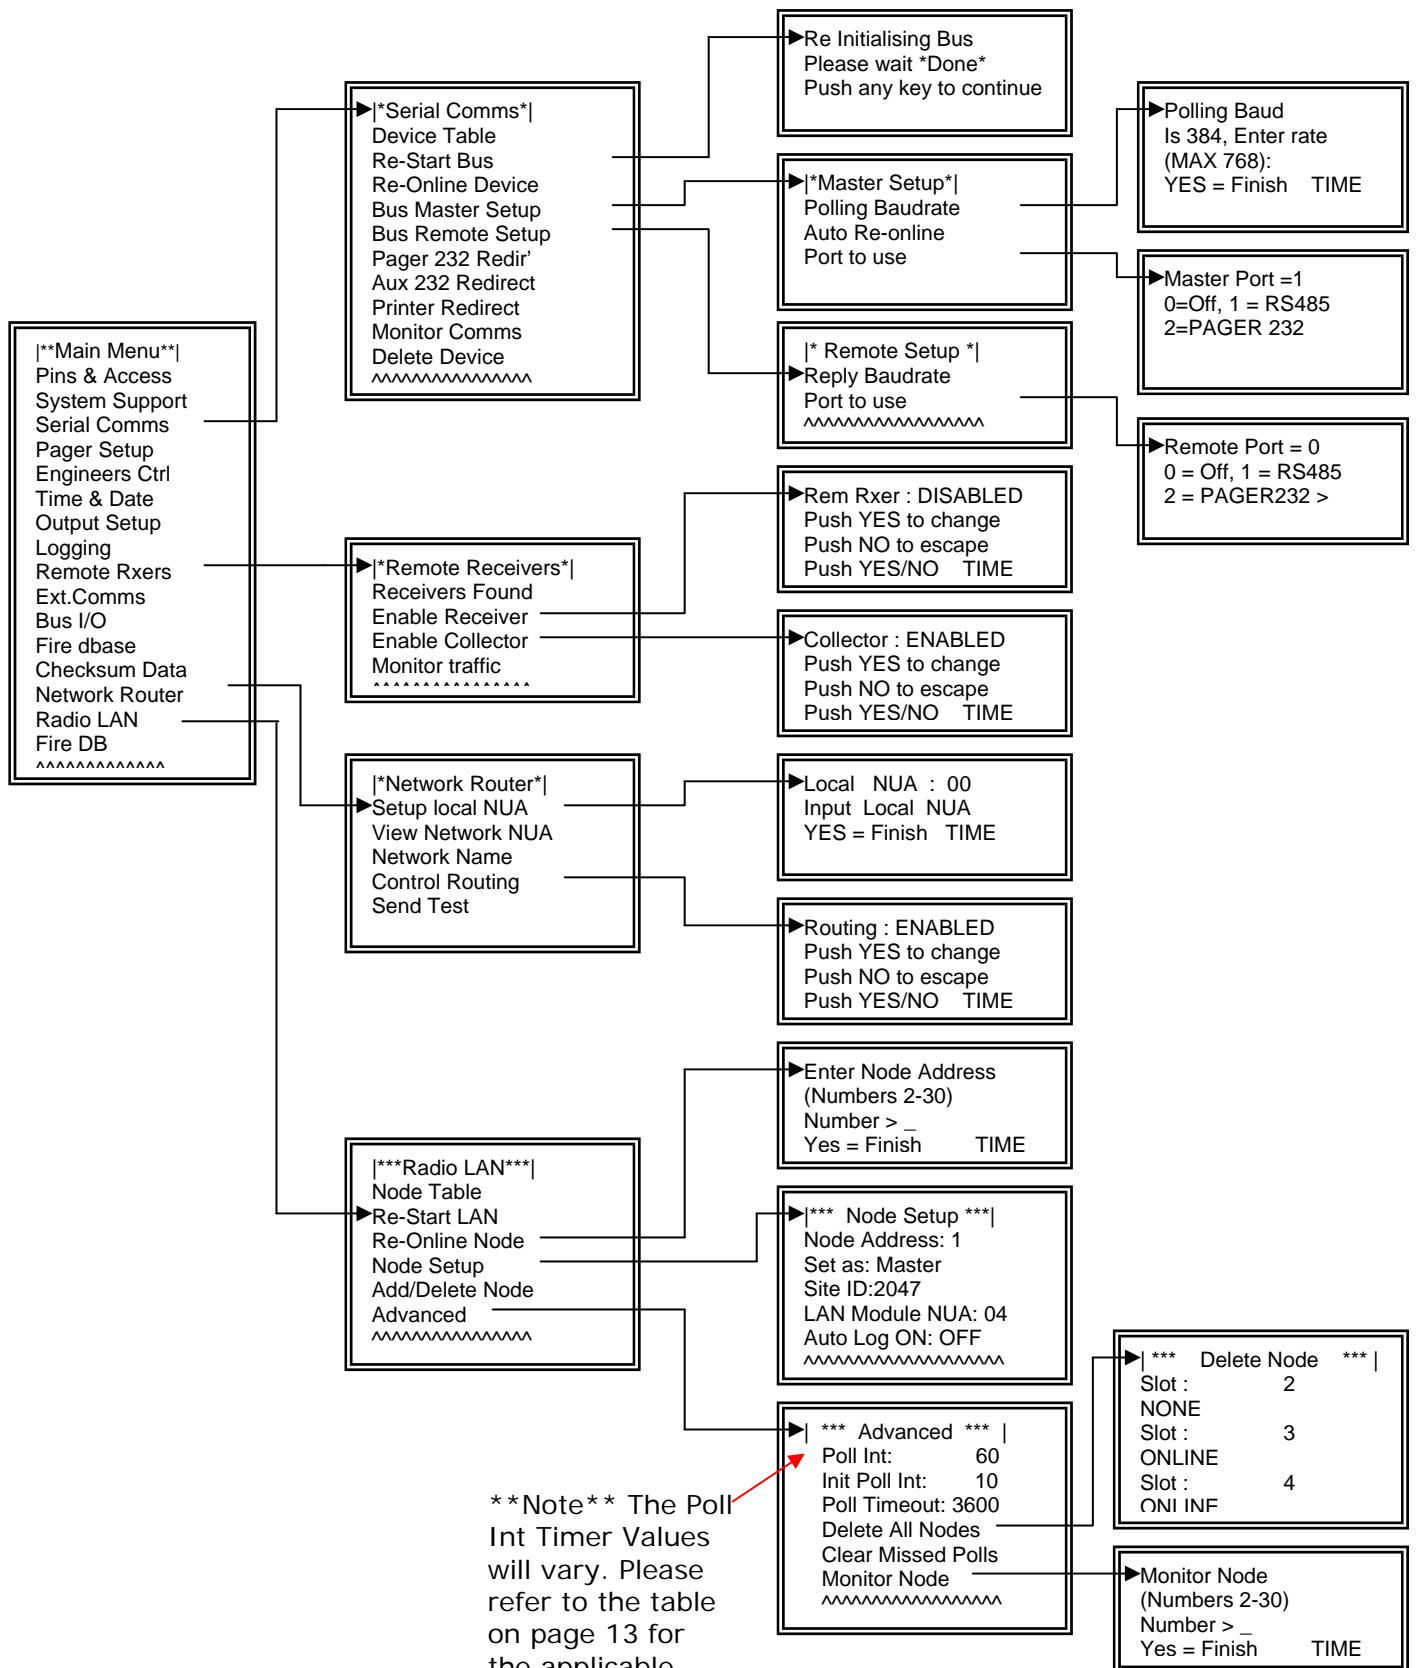 |**Main Menu**|
Pins & Access
System Support
Serial Comms
Pager Setup
Engineers Ctrl
Time & Date
Output Setup
Logging
Remote Rxers
Ext.Comms
Bus I/O
Fire dbase
Checksum Data
Network Router
Radio LAN
Fire DB
^^^^^^^^^^^^^
|*Serial Comms*|
Device Table
Re-Start Bus
Re-Online Device
Bus Master Setup
Bus Remote Setup
Pager 232 Redir'
Aux 232 Redirect
Printer Redirect
Monitor Comms
Delete Device
^^^^^^^^^^^^^^^^
Re Initialising Bus
Please wait *Done*
Push any key to continue
|*Master Setup*|
Polling Baudrate
Auto Re-online
Port to use
Polling Baud
Is 384, Enter rate
(MAX 768):
YES = Finish TIME
Master Port =1
0=Off, 1 = RS485
2=PAGER 232
|* Remote Setup *|
Reply Baudrate
Port to use
^^^^^^^^^^^^^^^^^^
Remote Port = 0
0 = Off, 1 = RS485
2 = PAGER232 >
|*Remote Receivers*|
Receivers Found
Enable Receiver
Enable Collector
Monitor traffic
^^^^^^^^^^^^^^^^
Rem Rxer : DISABLED
Push YES to change
Push NO to escape
Push YES/NO TIME
Collector : ENABLED
Push YES to change
Push NO to escape
Push YES/NO TIME
|*Network Router*|
Setup local NUA
View Network NUA
Network Name
Control Routing
Send Test
Local NUA : 00
Input Local NUA
YES = Finish TIME
Routing : ENABLED
Push YES to change
Push NO to escape
Push YES/NO TIME
|***Radio LAN***|
Node Table
Re-Start LAN
Re-Online Node
Node Setup
Add/Delete Node
Advanced
^^^^^^^^^^^^^^^^
Enter Node Address
(Numbers 2-30)
Number > _
Yes = Finish TIME
|*** Node Setup ***|
Node Address: 1
Set as: Master
Site ID:2047
LAN Module NUA: 04
Auto Log ON: OFF
^^^^^^^^^^^^^^^^^^^^
| *** Advanced *** |
Poll Int: 60
Init Poll Int: 10
Poll Timeout: 3600
Delete All Nodes
Clear Missed Polls
Monitor Node
^^^^^^^^^^^^^^^^^^
| *** Delete Node *** |
Slot : 2
NONE
Slot : 3
ONLINE
Slot : 4
ONLINE
Monitor Node
(Numbers 2-30)
Number > _
Yes = Finish TIME
**Note** The Poll
Int Timer Values
will vary. Please
refer to the table
on page 13 for
the applicable